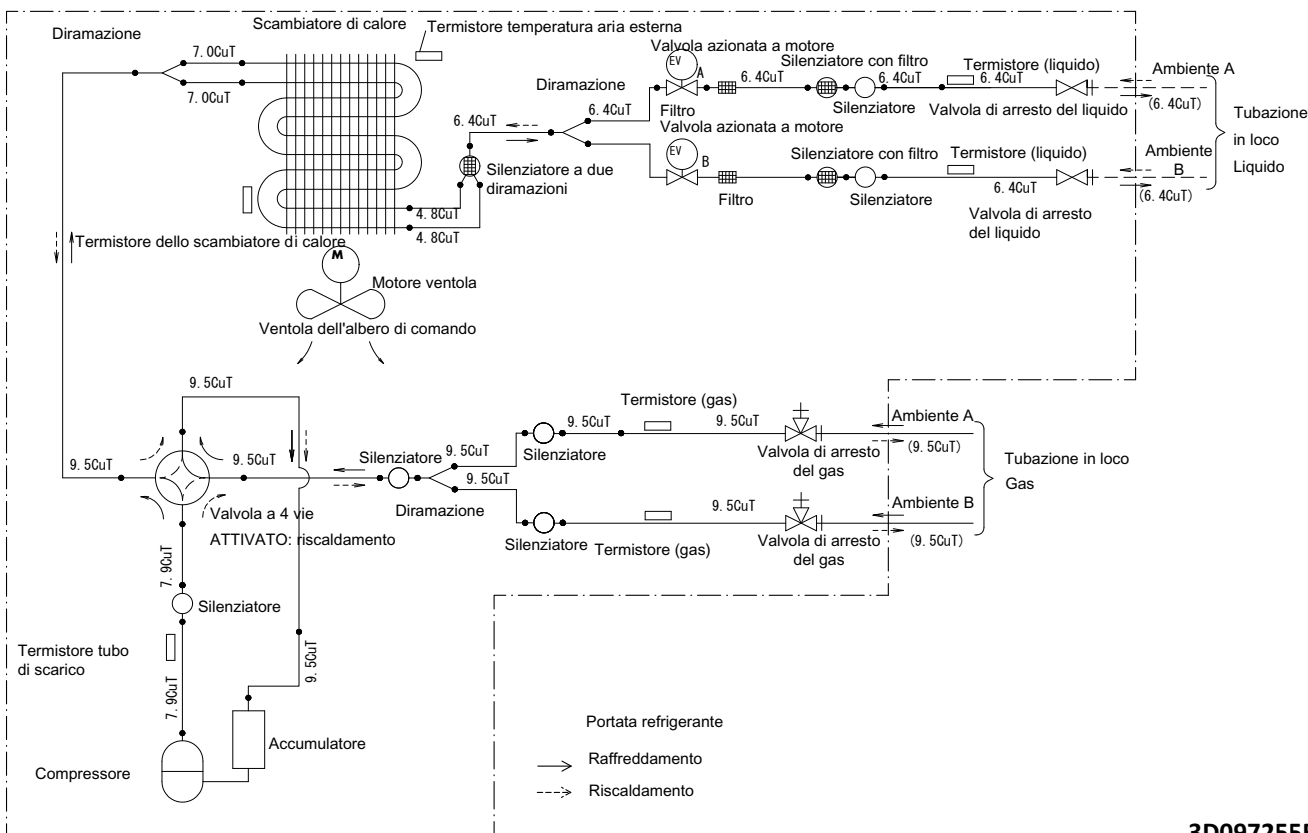 Scambiatore di calore
Termistore temperatura aria esterna
Diramazione
7.0CuT
7.0CuT
Valvola azionata a motore
EV
A
6.4CuT
Filtro
Silenziatore con filtro
6.4CuT
Silenziatore
Termistore (liquido)
6.4CuT
Valvola di arresto del liquido
Ambiente A
(6.4CuT)
Tubazione
in loco
Liquido
Diramazione
6.4CuT
6.4CuT
Valvola azionata a motore
EV
B
Filtro
Silenziatore con filtro
Silenziatore
Termistore (liquido)
6.4CuT
Valvola di arresto
del liquido
Ambiente
B
(6.4CuT)
Silenziatore a due
diramazioni
4.8CuT
4.8CuT
Termistore dello scambiatore di calore
M
Motore ventola
Ventola dell'albero di comando
9.5CuT
9.5CuT
9.5CuT
Valvola a 4 vie
ATTIVATO: riscaldamento
Silenziatore
Diramazione
9.5CuT
9.5CuT
Silenziatore
9.5CuT
Termistore (gas)
9.5CuT
Valvola di arresto
del gas
Ambiente A
(9.5CuT)
Tubazione in loco
Gas
Silenziatore
Termistore (gas)
9.5CuT
Valvola di arresto
del gas
Ambiente B
(9.5CuT)
7.9CuT
Silenziatore
Termistore tubo
di scarico
7.9CuT
9.5CuT
Accumulatore
Compressore
Portata refrigerante
Raffreddamento
Riscaldamento